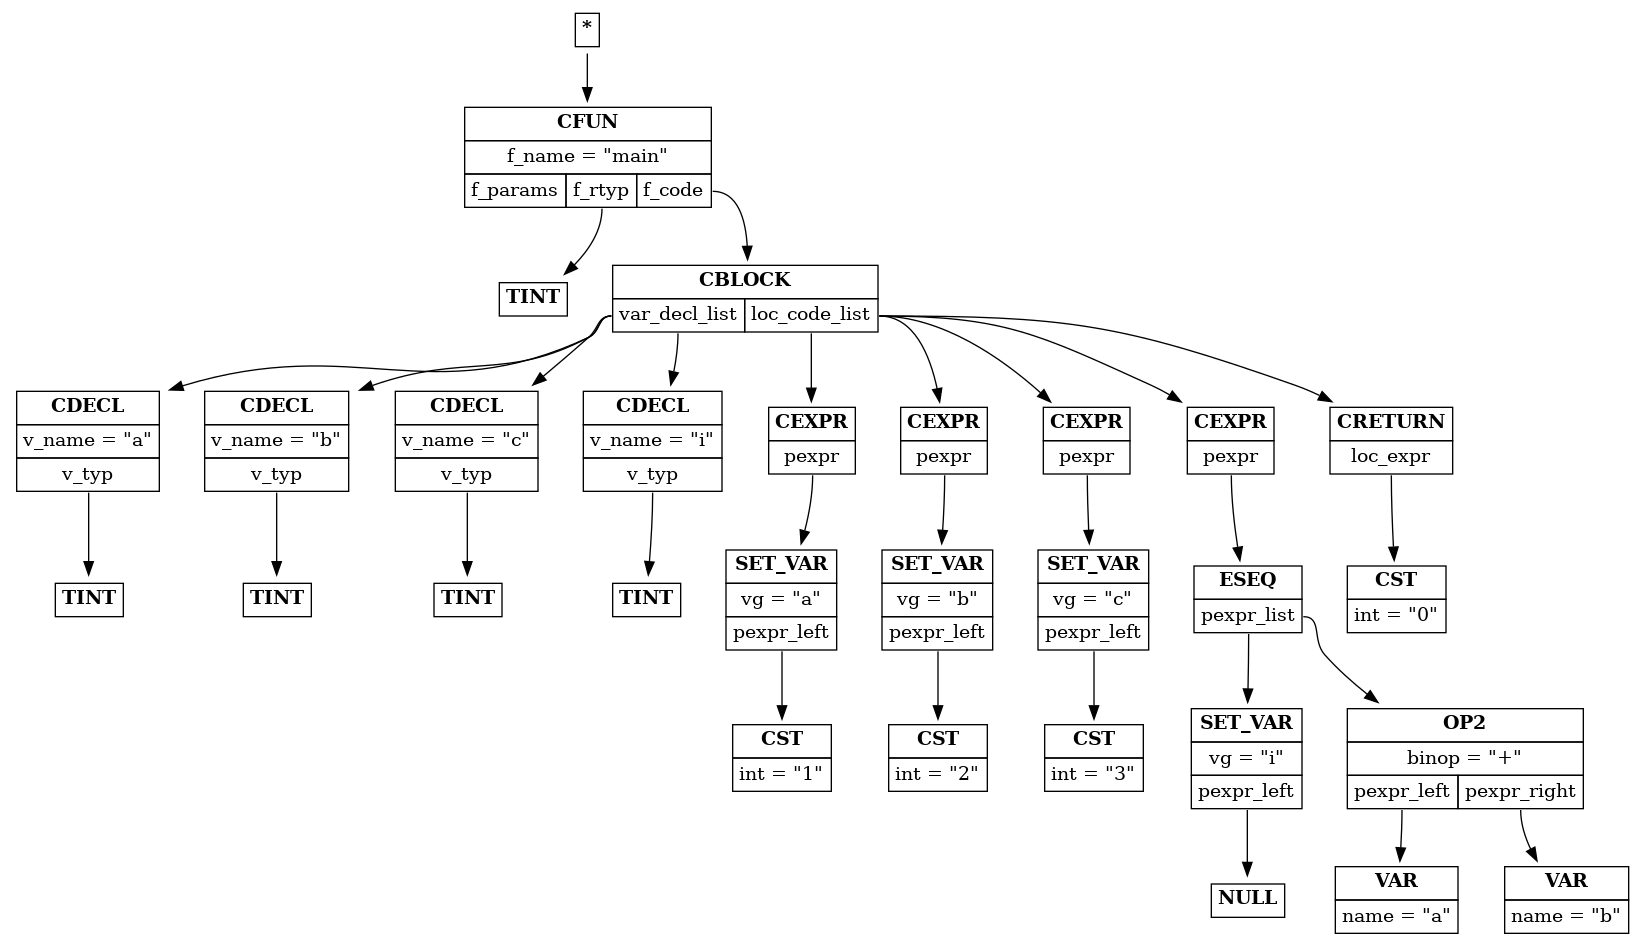 *
CFUN
f_name = "main"
f_params f_rtyp f_code
TINT
CBLOCK
var_decl_list loc_code_list
CDECL
v_name = "a"
v_typ
CDECL
v_name = "b"
v_typ
CDECL
v_name = "c"
v_typ
CDECL
v_name = "i"
v_typ
CEXPR
pexpr
CEXPR
pexpr
CEXPR
pexpr
CEXPR
pexpr
CRETURN
loc_expr
TINT
TINT
TINT
TINT
SET_VAR
vg = "a"
pexpr_left
SET_VAR
vg = "b"
pexpr_left
SET_VAR
vg = "c"
pexpr_left
ESEQ
pexpr_list
CST
int = "0"
CST
int = "1"
CST
int = "2"
CST
int = "3"
SET_VAR
vg = "i"
pexpr_left
OP2
binop = "+"
pexpr_left pexpr_right
NULL
VAR
name = "a"
VAR
name = "b"